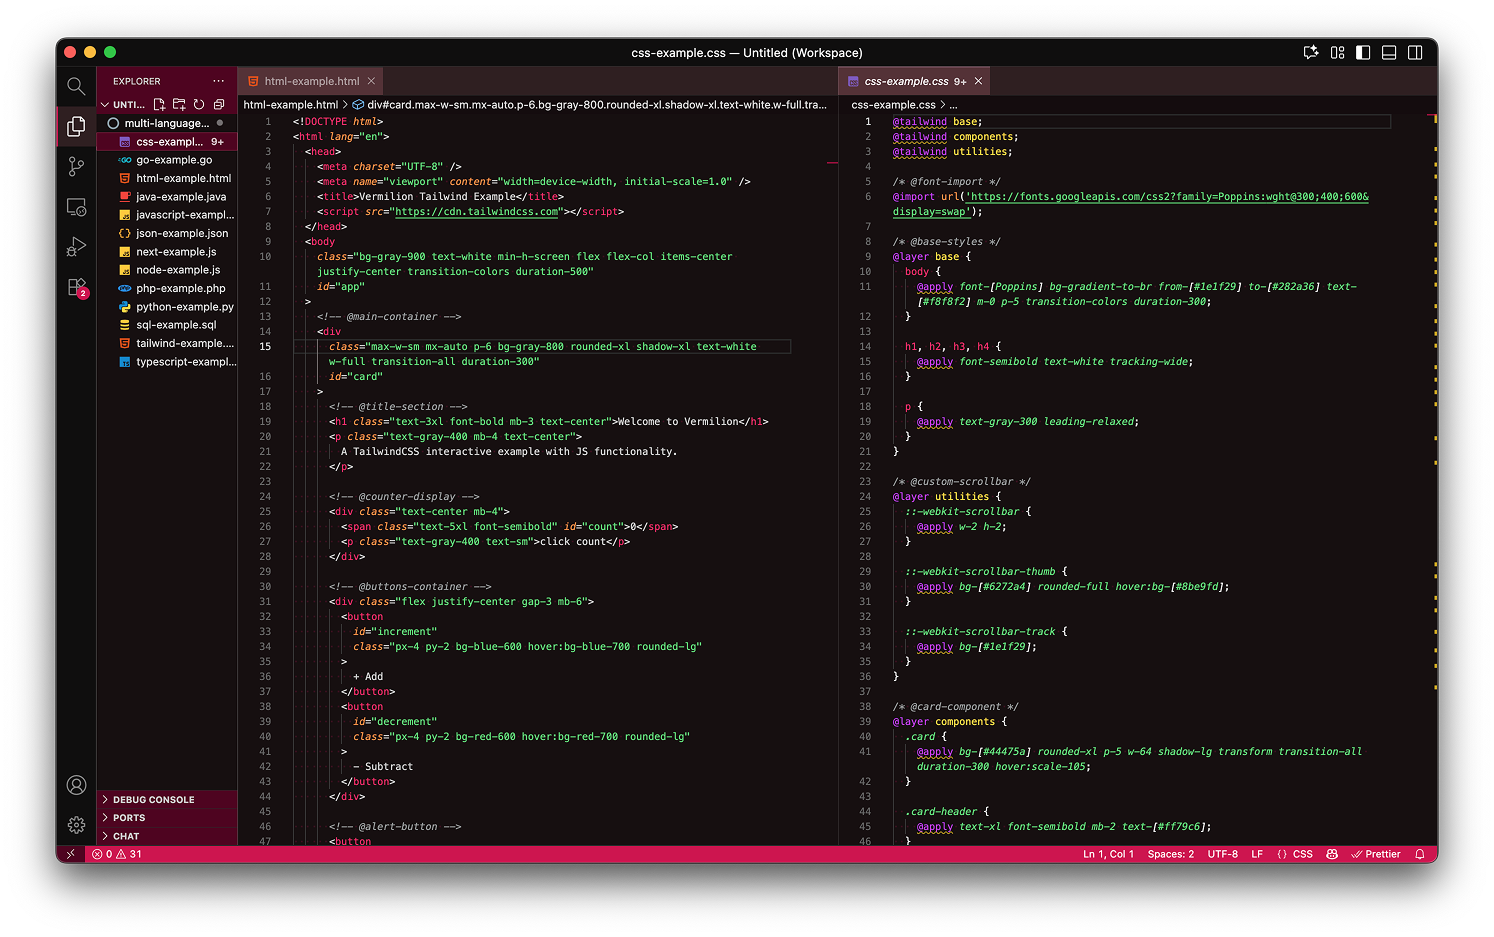 css-example.css — Untitled (Workspace)
EXPLORER
UNTI...
multi-language...
css-exampl... 9+
go-example.go
html-example.html
java-example.java
javascript-exampl...
json-example.json
next-example.js
node-example.js
php-example.php
python-example.py
sql-example.sql
tailwind-example....
typescript-exampl...
DEBUG CONSOLE
PORTS
CHAT
2
html-example.html
html-example.html > div#card.max-w-sm.mx-auto.p-6.bg-gray-800.rounded-xl.shadow-xl.text-white.w-full.tra...
1 <!DOCTYPE html>
2 <html lang="en">
3 <head>
4 <meta charset="UTF-8" />
5 <meta name="viewport" content="width=device-width, initial-scale=1.0" />
6 <title>Vermilion Tailwind Example</title>
7 <script src="https://cdn.tailwindcss.com"></script>
8 </head>
9 <body
10 class="bg-gray-900 text-white min-h-screen flex flex-col items-center
justify-center transition-colors duration-500"
11 id="app"
12 >
13 <!-- @main-container -->
14 <div
15 class="max-w-sm mx-auto p-6 bg-gray-800 rounded-xl shadow-xl text-white
w-full transition-all duration-300"
16 id="card"
17 >
18 <!-- @title-section -->
19 <h1 class="text-3xl font-bold mb-3 text-center">Welcome to Vermilion</h1>
20 <p class="text-gray-400 mb-4 text-center">
21 A TailwindCSS interactive example with JS functionality.
22 </p>
23
24 <!-- @counter-display -->
25 <div class="text-center mb-4">
26 <span class="text-5xl font-semibold" id="count">0</span>
27 <p class="text-gray-400 text-sm">click count</p>
28 </div>
29
30 <!-- @buttons-container -->
31 <div class="flex justify-center gap-3 mb-6">
32 <button
33 id="increment"
34 class="px-4 py-2 bg-blue-600 hover:bg-blue-700 rounded-lg"
35 >
36 + Add
37 </button>
38 <button
39 id="decrement"
40 class="px-4 py-2 bg-red-600 hover:bg-red-700 rounded-lg"
41 >
42 - Subtract
43 </button>
44 </div>
45
46 <!-- @alert-button -->
47 <button
css-example.css 9+
css-example.css > ...
1 @tailwind base;
2 @tailwind components;
3 @tailwind utilities;
4
5 /* @font-import */
6 @import url('https://fonts.googleapis.com/css2?family=Poppins:wght@300;400;600&
display=swap');
7
8 /* @base-styles */
9 @layer base {
10 body {
11 @apply font-[Poppins] bg-gradient-to-br from-[#1e1f29] to-[#282a36] text-
[#f8f8f2] m-0 p-5 transition-colors duration-300;
12 }
13
14 h1, h2, h3, h4 {
15 @apply font-semibold text-white tracking-wide;
16 }
17
18 p {
19 @apply text-gray-300 leading-relaxed;
20 }
21 }
22
23 /* @custom-scrollbar */
24 @layer utilities {
25 ::-webkit-scrollbar {
26 @apply w-2 h-2;
27 }
28
29 ::-webkit-scrollbar-thumb {
30 @apply bg-[#6272a4] rounded-full hover:bg-[#8be9fd];
31 }
32
33 ::-webkit-scrollbar-track {
34 @apply bg-[#1e1f29];
35 }
36 }
37
38 /* @card-component */
39 @layer components {
40 .card {
41 @apply bg-[#44475a] rounded-xl p-5 w-64 shadow-lg transform transition-all
duration-300 hover:scale-105;
42 }
43
44 .card-header {
45 @apply text-xl font-semibold mb-2 text-[#ff79c6];
46 }
0 31
Ln 1, Col 1 Spaces: 2 UTF-8 LF {} CSS Prettier